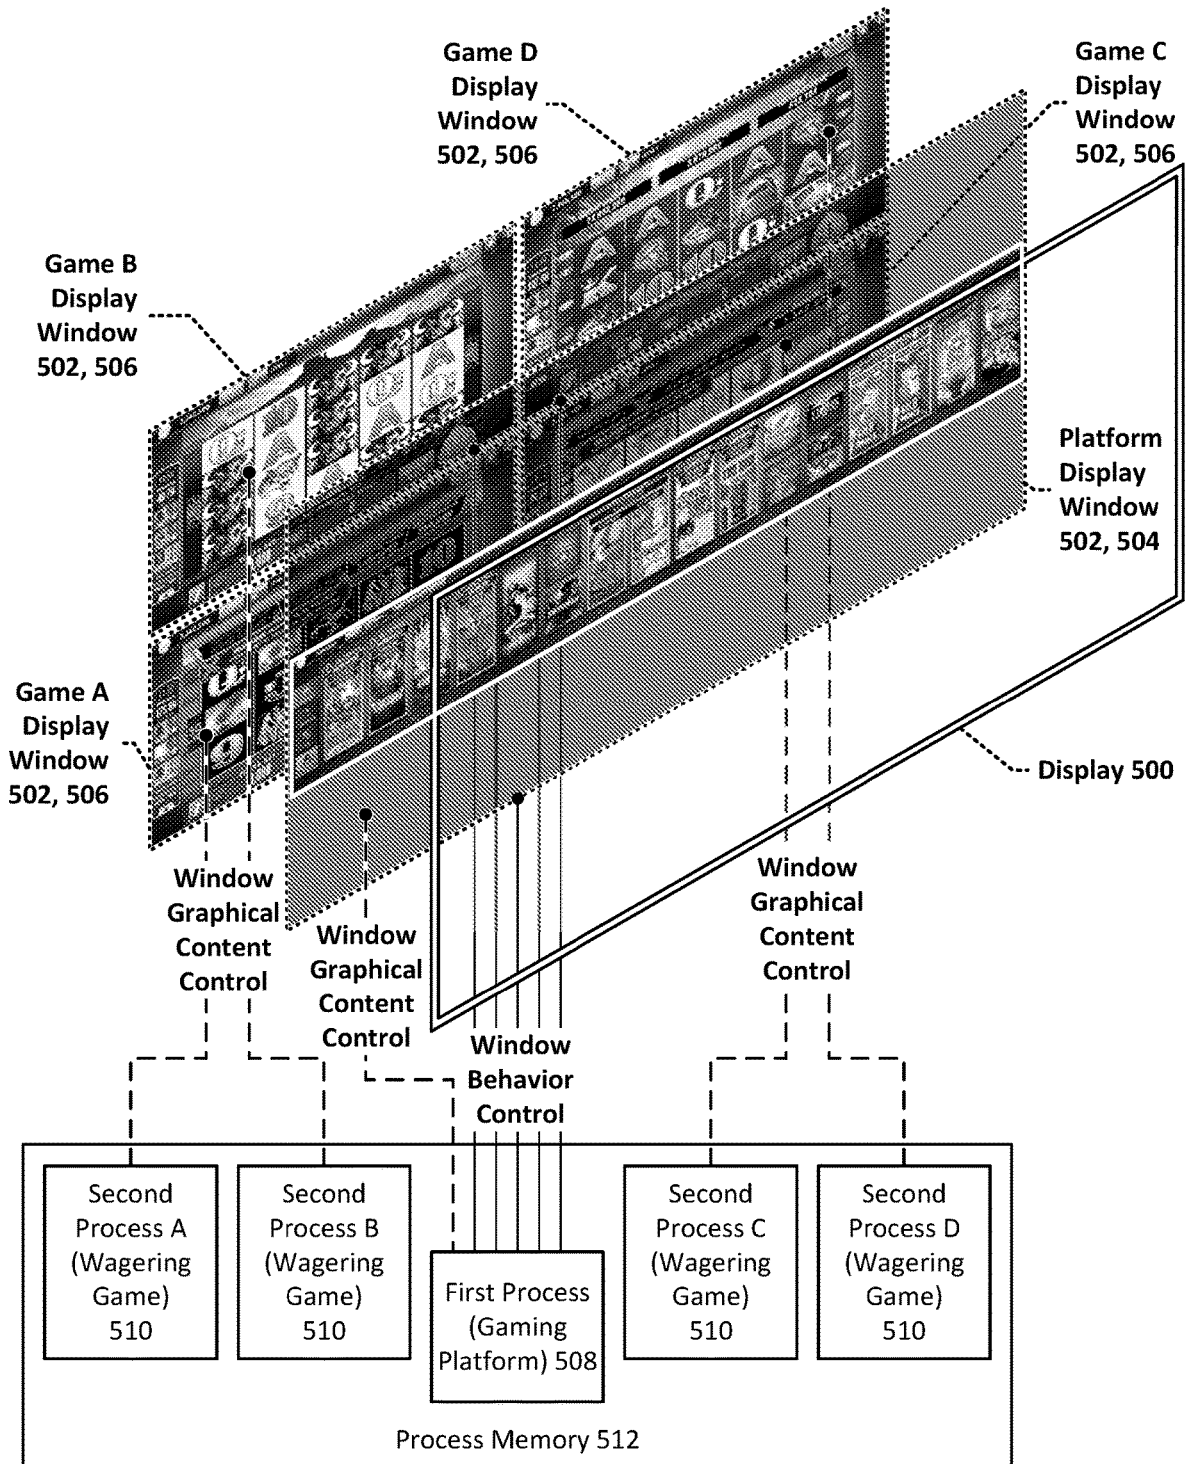 Game D
Display
Window
502, 506
Game C
Display
Window
502, 506
Game B
Display
Window
502, 506
Platform
Display
Window
502, 504
Game A
Display
Window
502, 506
Display 500
Window
Graphical
Content
Control
Window
Graphical
Content
Control
Window
Behavior
Control
Window
Graphical
Content
Control
Second
Process A
(Wagering
Game)
510
Second
Process B
(Wagering
Game)
510
First Process
(Gaming
Platform) 508
Second
Process C
(Wagering
Game)
510
Second
Process D
(Wagering
Game)
510
Process Memory 512